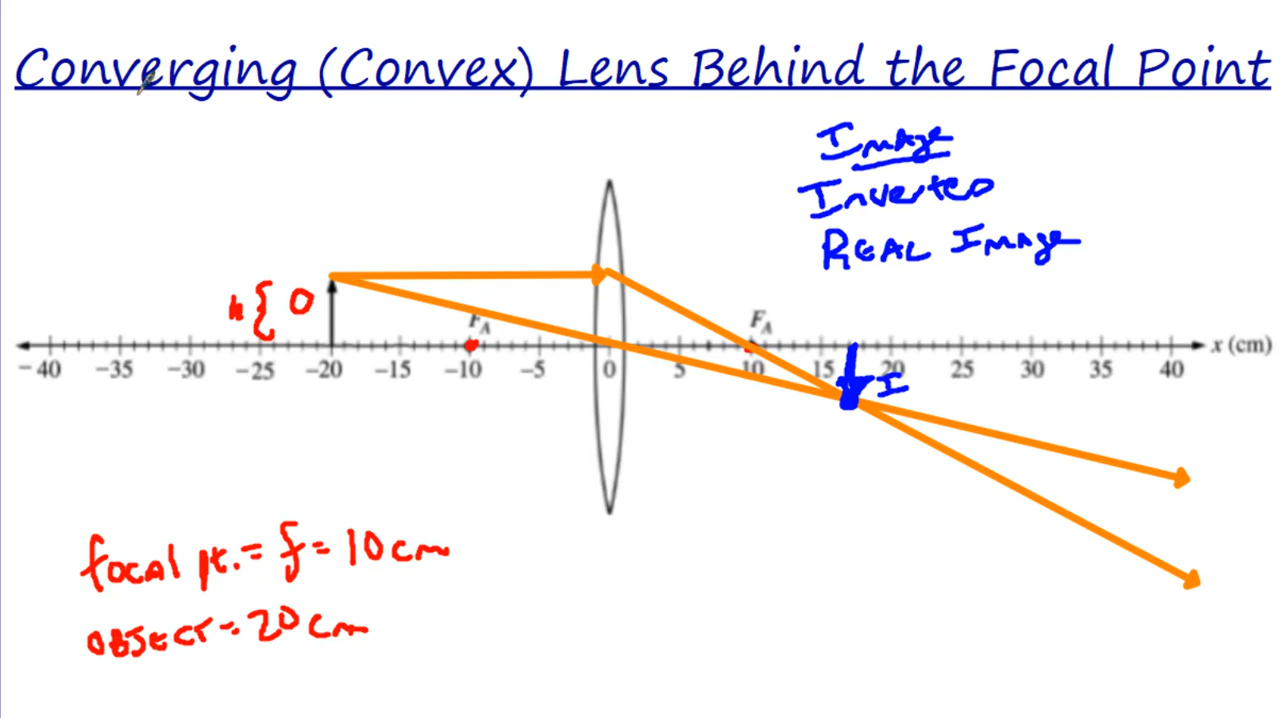 Converging (Convex) Lens Behind the Focal Point
Image
Inverted
REAL Image
h { O
F_A
F_A
x (cm)
−40 −35 −30 −25 −20 −15 −10 −5 0 5 10 15 20 25 30 35 40
I
focal pt. = f = 10 cm
object = 20 cm